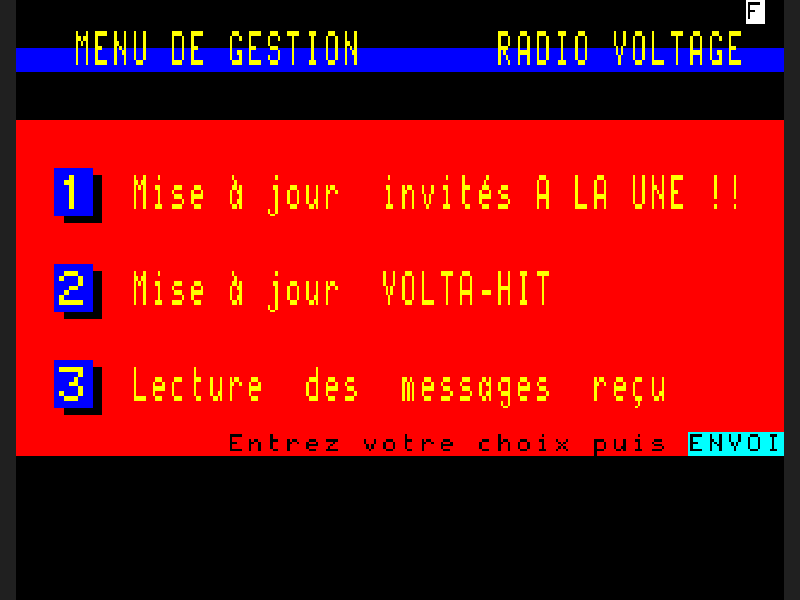 F
MENU DE GESTION RADIO VOLTAGE
1 Mise à jour invités A LA UNE !!
2 Mise à jour VOLTA-HIT
3 Lecture des messages reçu
Entrez votre choix puis ENVOI